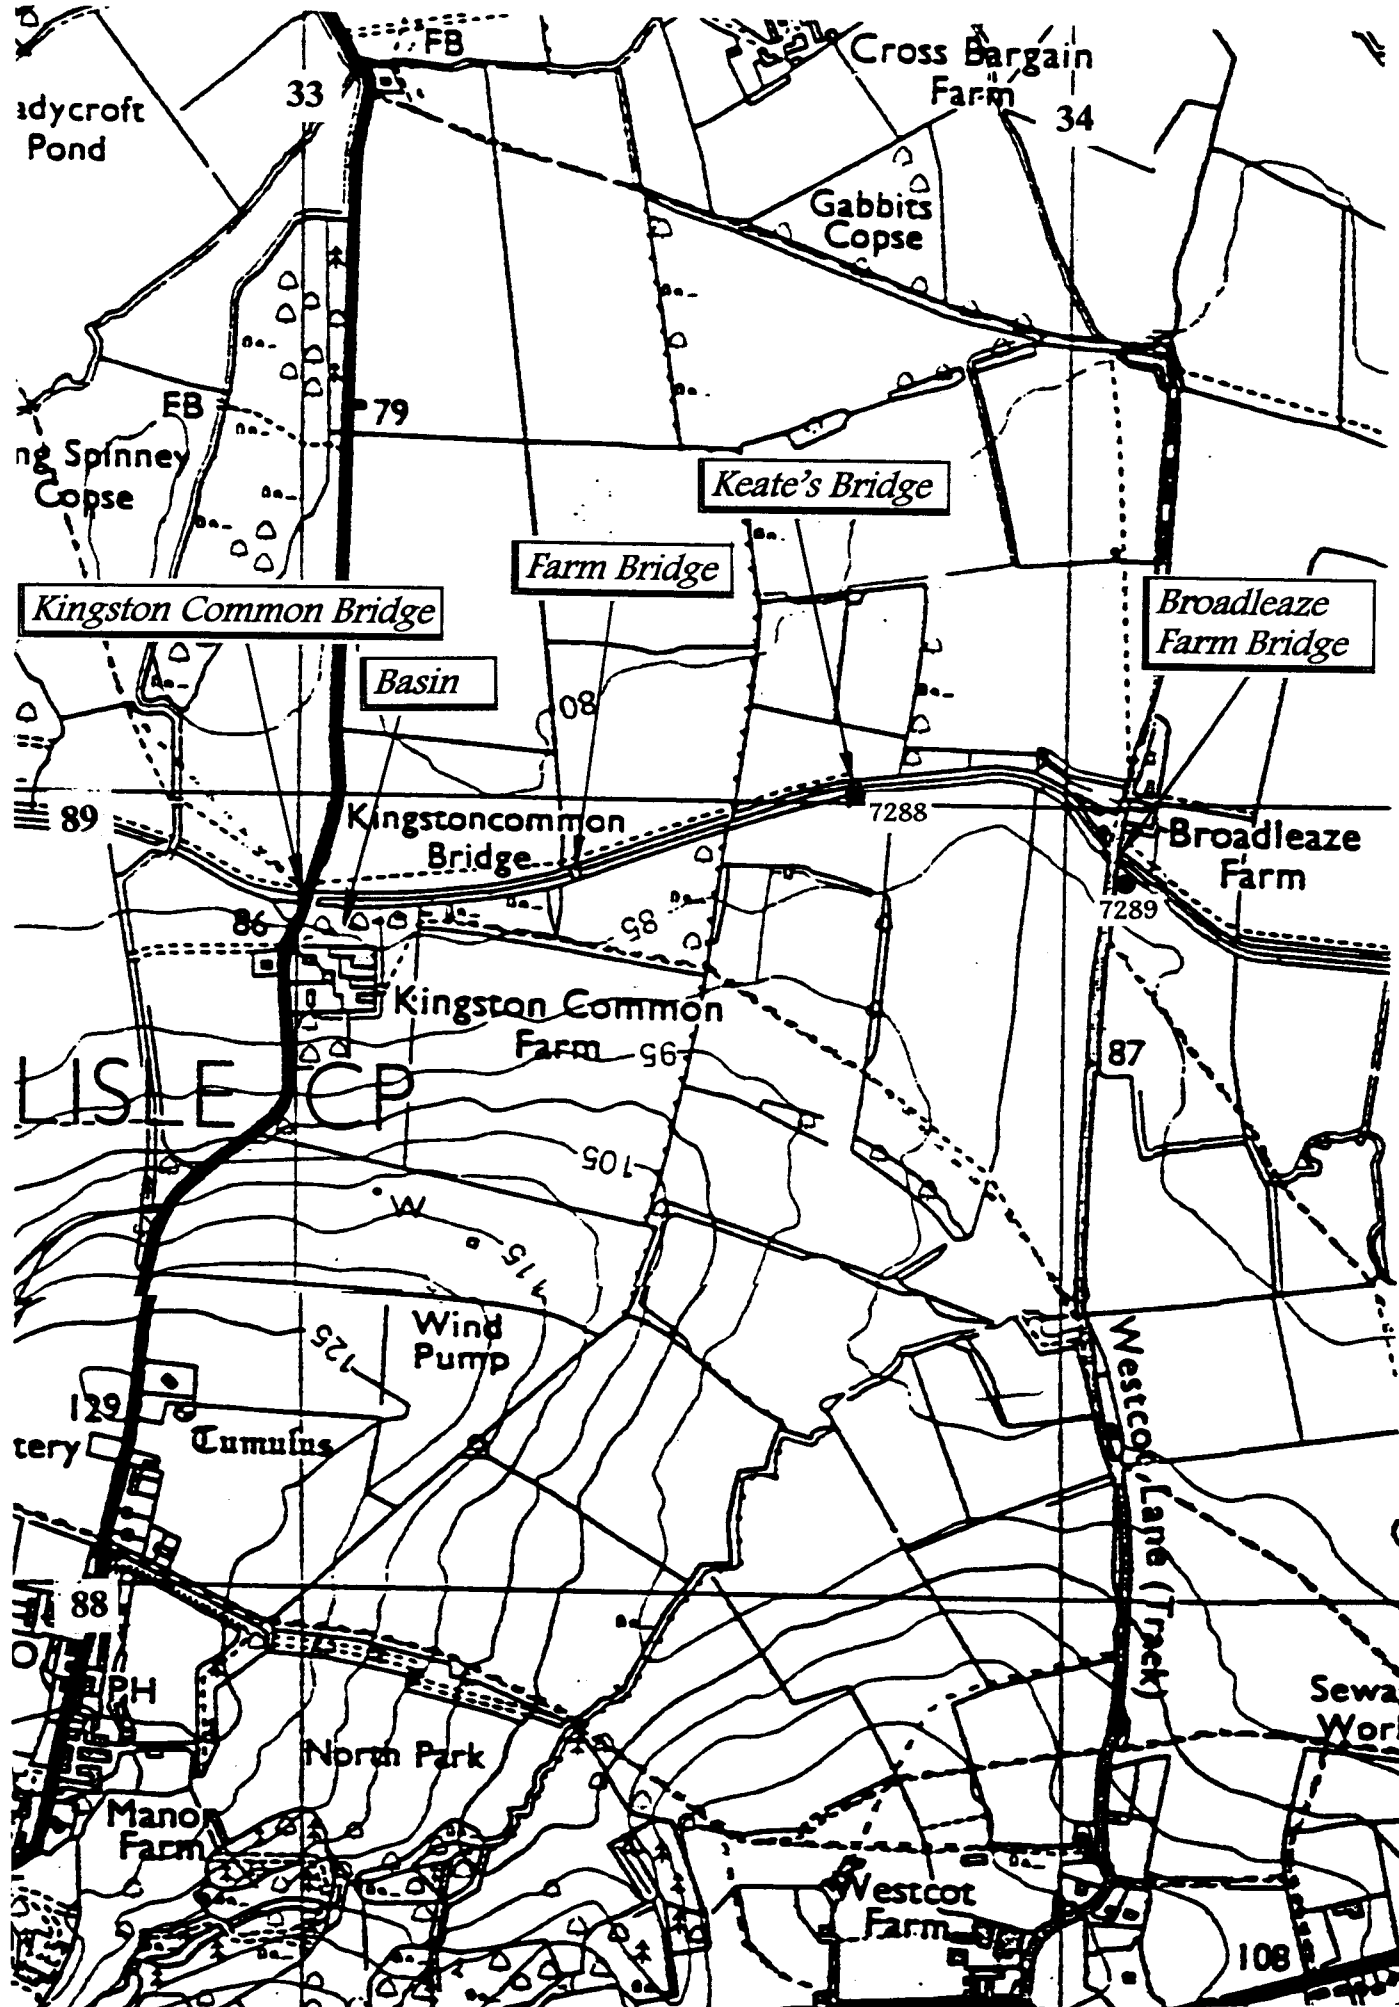 FB
Cross Bargain
Farm
33
34
adycroft
Pond
Gabbits
Copse
FB
79
ng Spinney
Copse
Keate's Bridge
Farm Bridge
Kingston Common Bridge
Broadleaze
Farm Bridge
Basin
80
89
Kingstoncommon
Bridge
7288
Broadleaze
Farm
86
85
7289
Kingston Common
Farm
95
87
LISLE CP
105
W
115
Wind
Pump
125
129
tery
Tumulus
Westcot Lane (Track)
88
PH
Sewa
Wor
North Park
Manor
Farm
Westcot
Farm
108